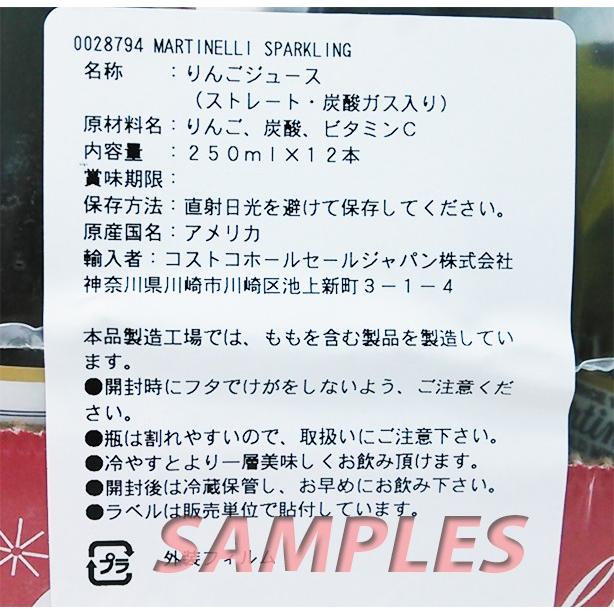 0028794 MARTINELLI SPARKLING
名称　　：りんごジュース
（ストレート・炭酸ガス入り）
原材料名：りんご、炭酸、ビタミンＣ
内容量　：２５０ｍｌ×１２本
賞味期限：
保存方法：直射日光を避けて保存してください。
原産国名：アメリカ
輸入者：コストコホールセールジャパン株式会社
神奈川県川崎市川崎区池上新町３－１－４
本品製造工場では、ももを含む製品を製造してい
ます。
●開封時にフタでけがをしないよう、ご注意くだ
さい。
●瓶は割れやすいので、取扱いにご注意下さい。
●冷やすとより一層美味しくお飲み頂けます。
●開封後は冷蔵保管し、お早めにお飲み下さい。
●ラベルは販売単位で貼付しています。
プラ 外装フィルム
SAMPLES